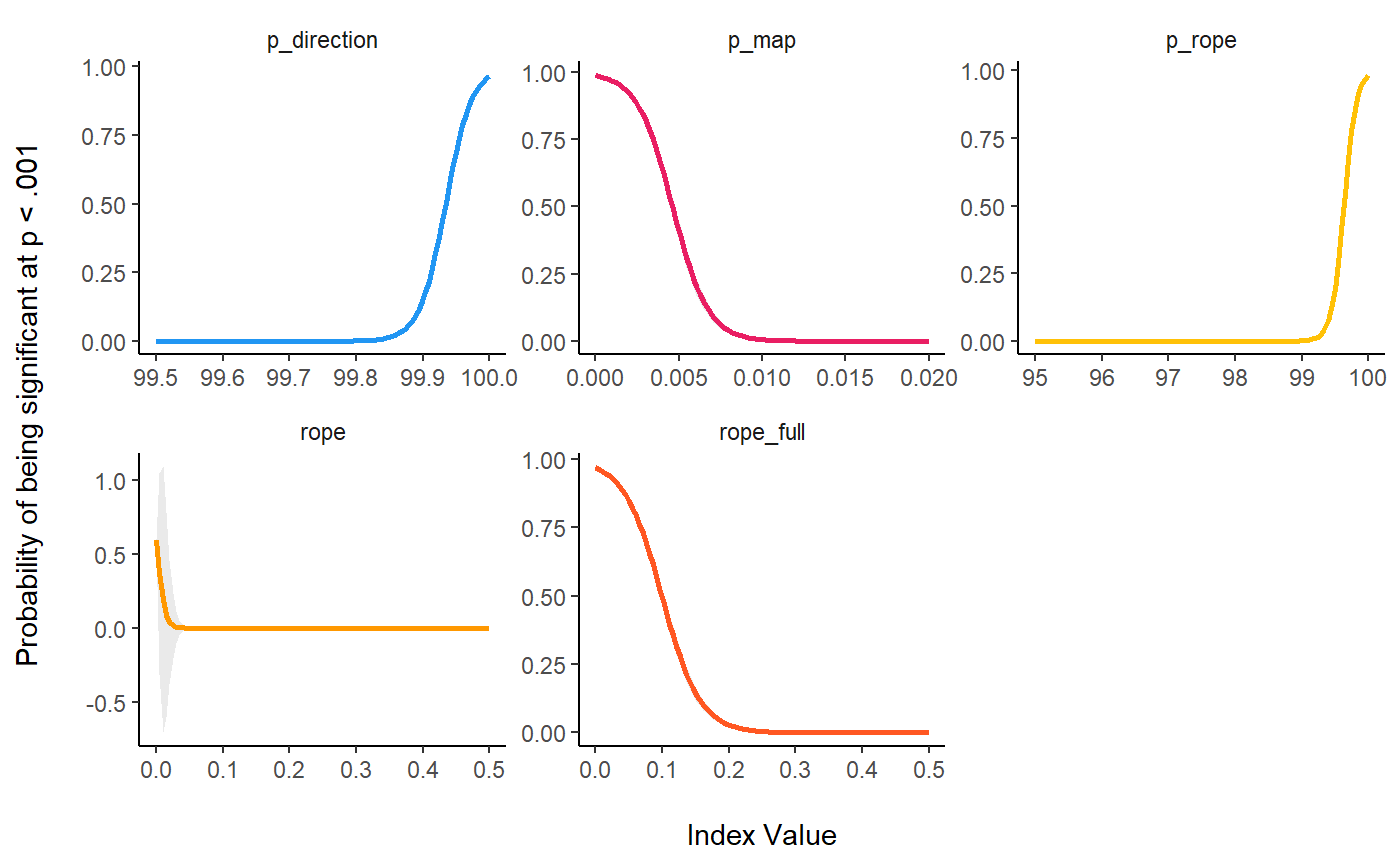 p_direction
p_map
p_rope
1.00
0.75
0.50
0.25
0.00
99.5 99.6 99.7 99.8 99.9 100.0
1.00
0.75
0.50
0.25
0.00
0.000 0.005 0.010 0.015 0.020
1.00
0.75
0.50
0.25
0.00
95 96 97 98 99 100
Probability of being significant at p < .001
rope
rope_full
1.0
0.5
0.0
-0.5
0.0 0.1 0.2 0.3 0.4 0.5
1.00
0.75
0.50
0.25
0.00
0.0 0.1 0.2 0.3 0.4 0.5
Index Value